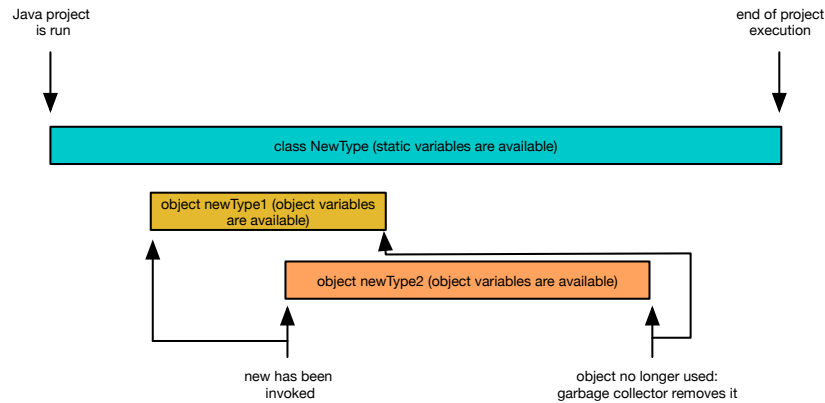 Java project
is run
end of project
execution
class NewType (static variables are available)
object newType1 (object variables
are available)
object newType2 (object variables are available)
new has been
invoked
object no longer used:
garbage collector removes it